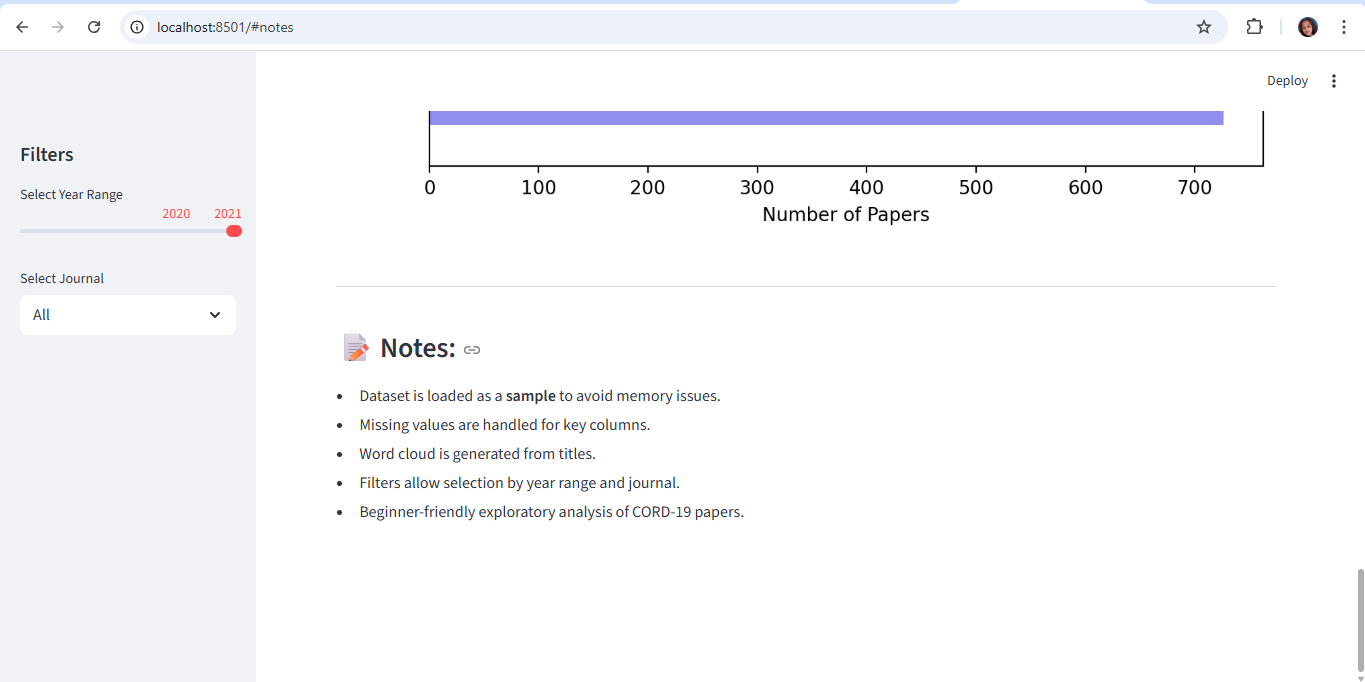 localhost:8501/#notes
Deploy
Filters
Select Year Range
2020 2021
Select Journal
All
0 100 200 300 400 500 600 700
Number of Papers
Notes:
Dataset is loaded as a sample to avoid memory issues.
Missing values are handled for key columns.
Word cloud is generated from titles.
Filters allow selection by year range and journal.
Beginner-friendly exploratory analysis of CORD-19 papers.